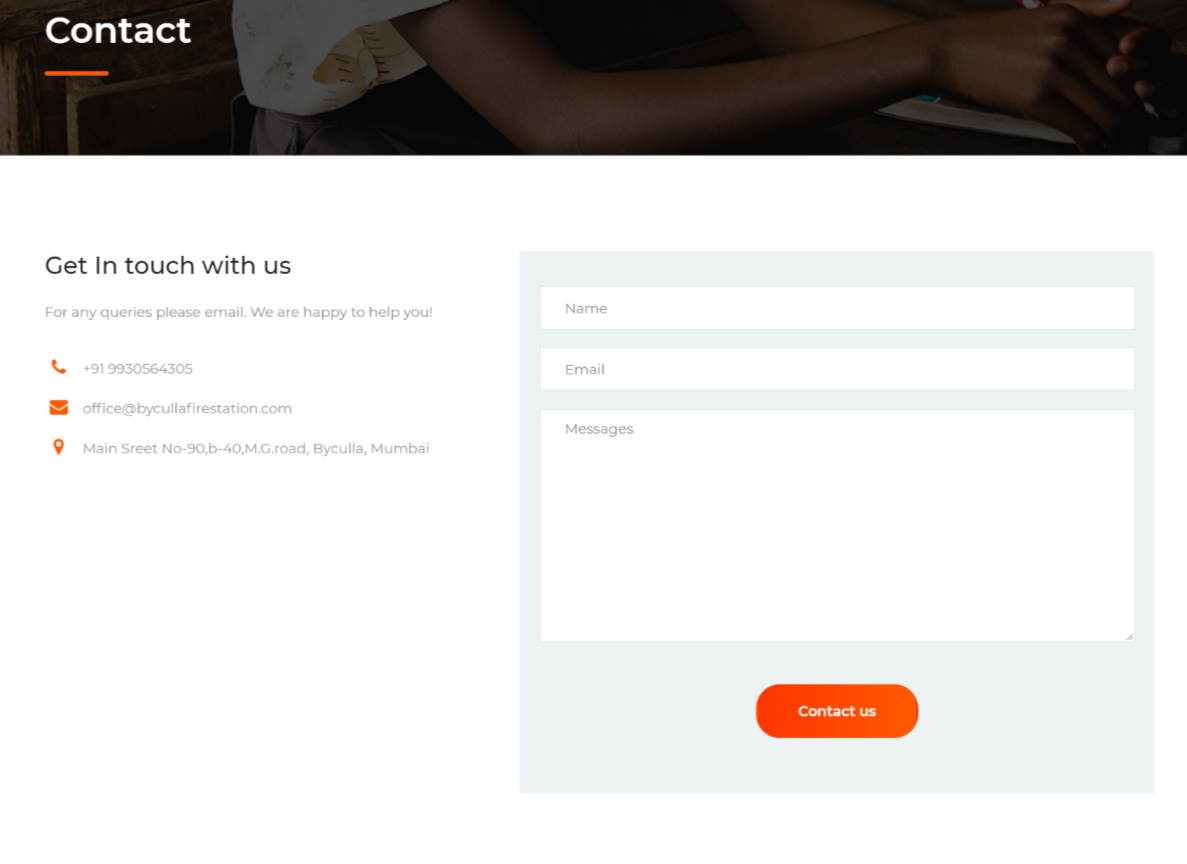 Contact
Get In touch with us
For any queries please email. We are happy to help you!
+91 9930564305
office@bycullafirestation.com
Main Sreet No-90,b-40,M.G.road, Byculla, Mumbai
Name
Email
Messages
Contact us